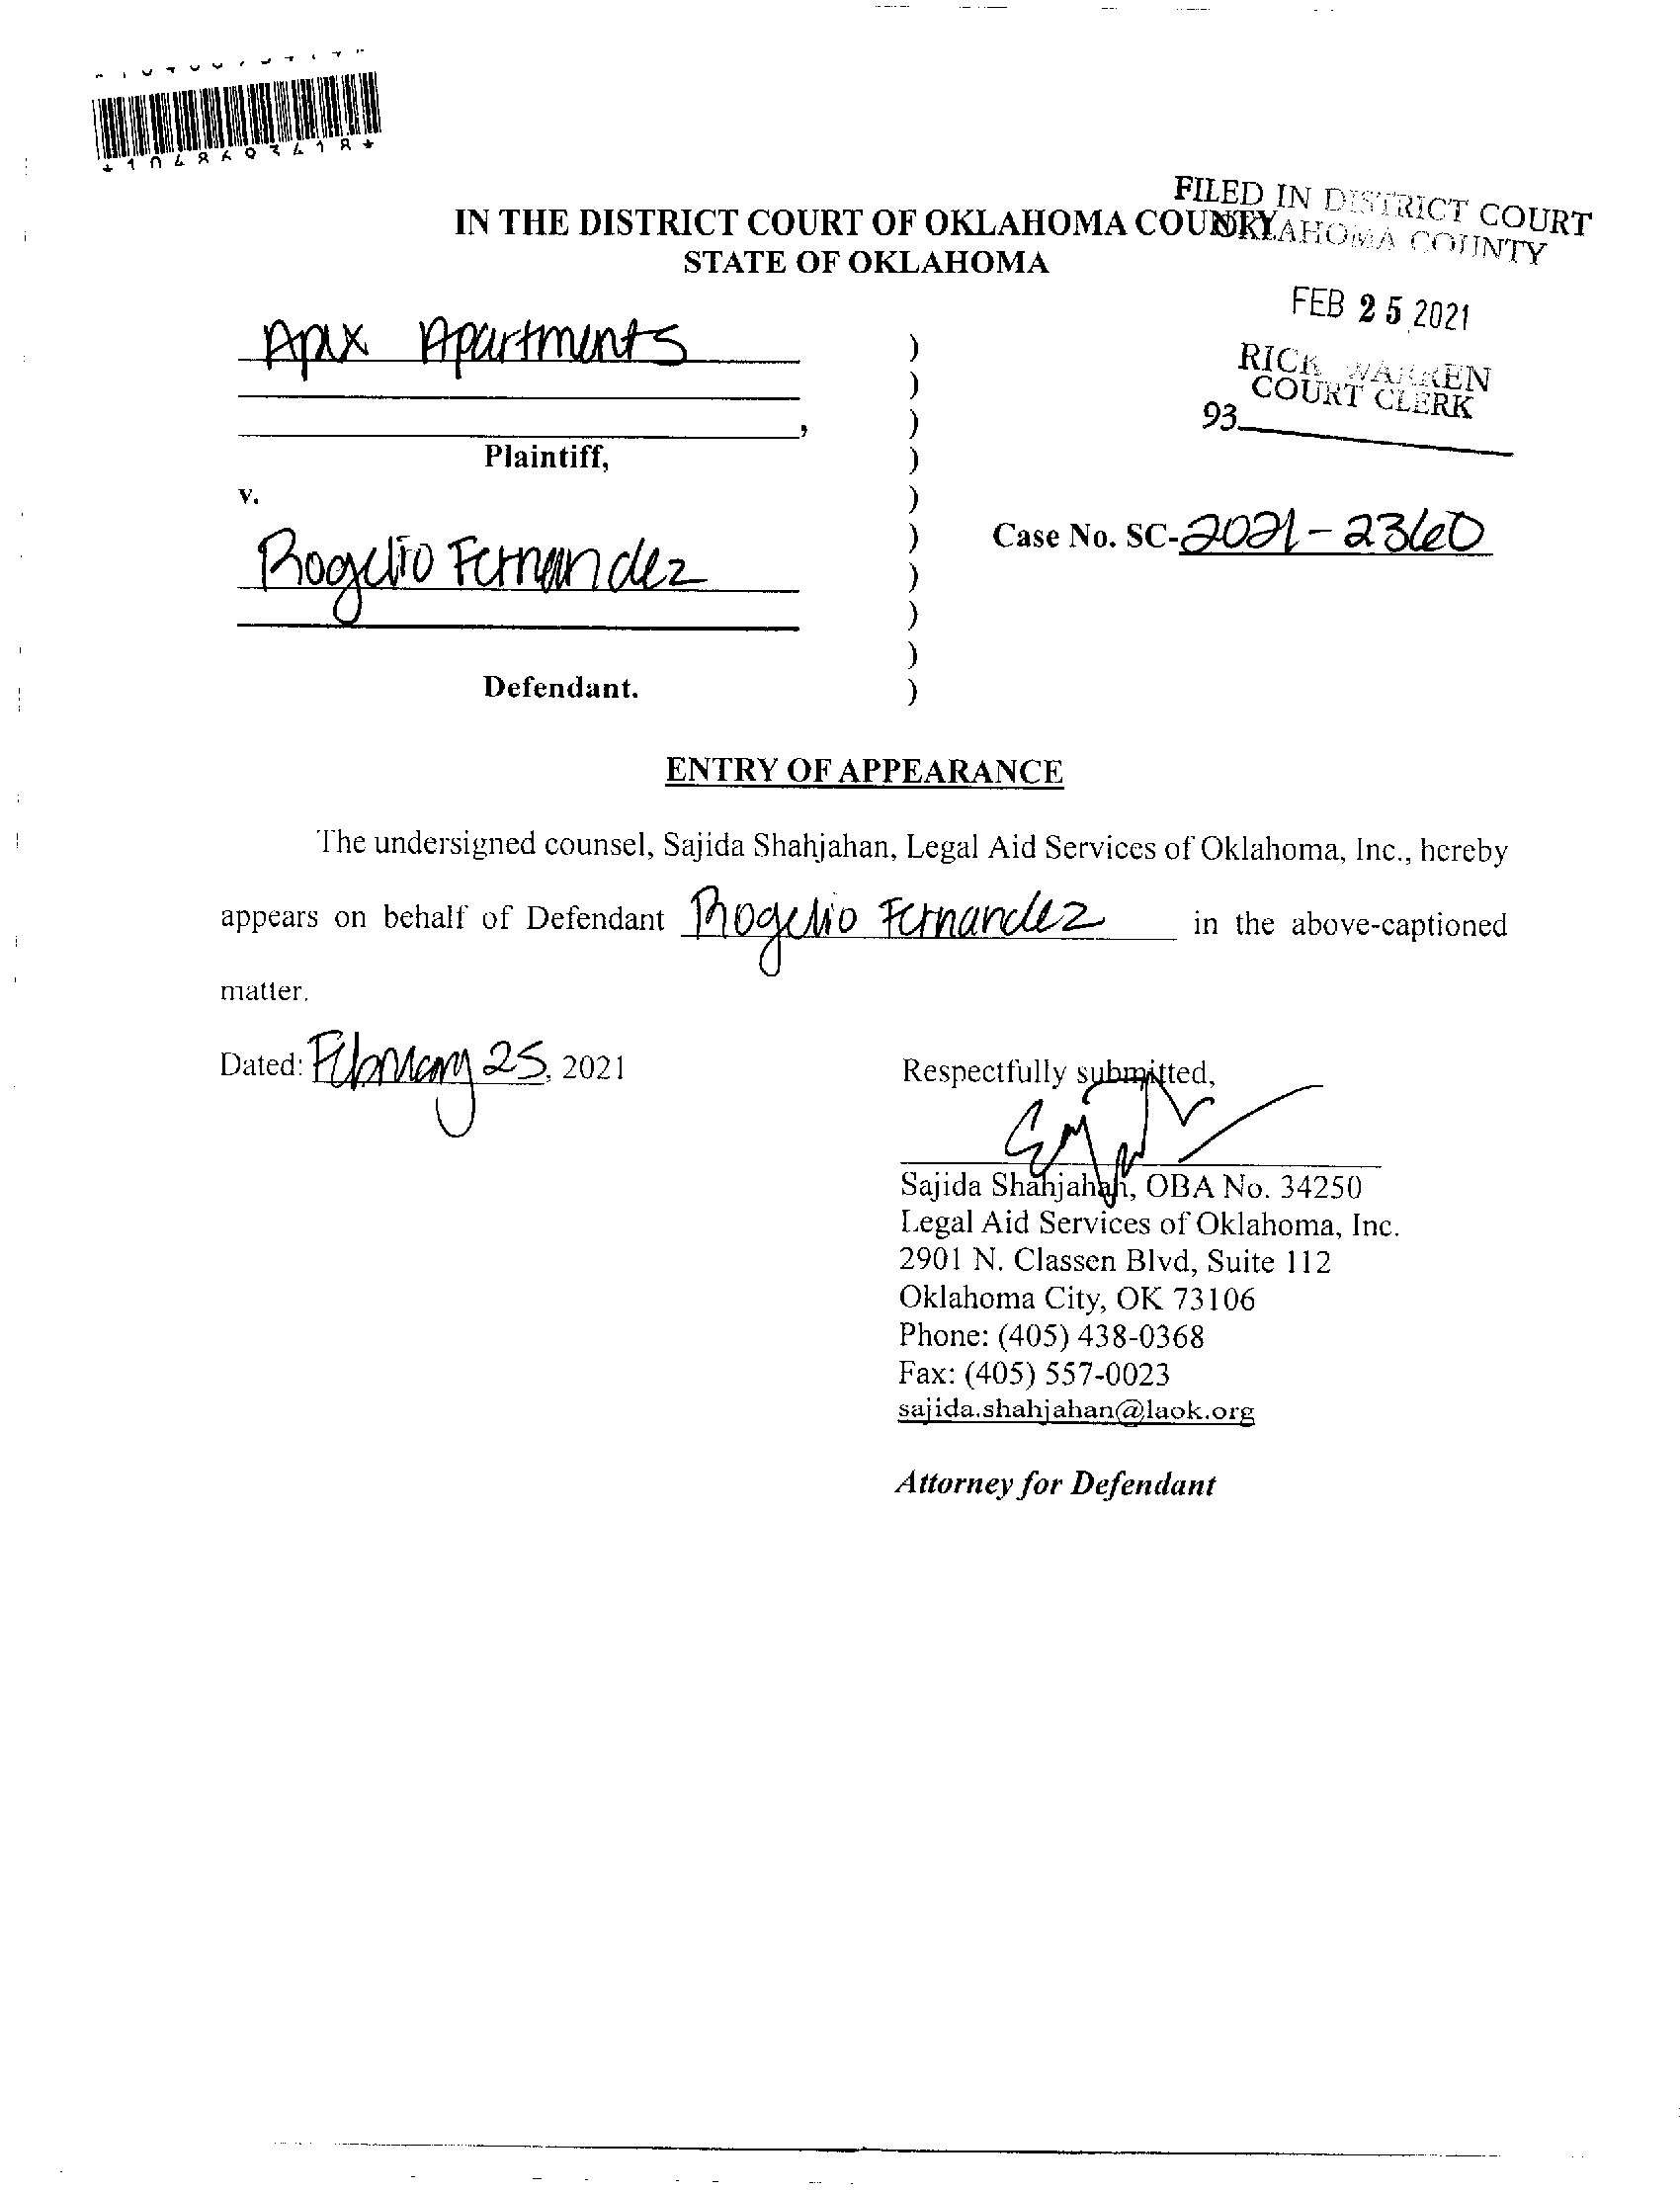 *1048693418*
FILED IN DISTRICT COURT
OKLAHOMA COUNTY
IN THE DISTRICT COURT OF OKLAHOMA COUNTY
STATE OF OKLAHOMA
FEB 25 2021
RICK WARREN
COURT CLERK
93
Apex Apartments )
)
, )
Plaintiff, )
v. )
Case No. SC-2021-2360
Rogelio Fernandez )
)
)
)
Defendant. )
ENTRY OF APPEARANCE
The undersigned counsel, Sajida Shahjahan, Legal Aid Services of Oklahoma, Inc., hereby
appears on behalf of Defendant Rogelio Fernandez in the above-captioned
matter.
Dated: February 25, 2021
Respectfully submitted,
Sajida Shahjahan, OBA No. 34250
Legal Aid Services of Oklahoma, Inc.
2901 N. Classen Blvd, Suite 112
Oklahoma City, OK 73106
Phone: (405) 438-0368
Fax: (405) 557-0023
sajida.shahjahan@laok.org
Attorney for Defendant